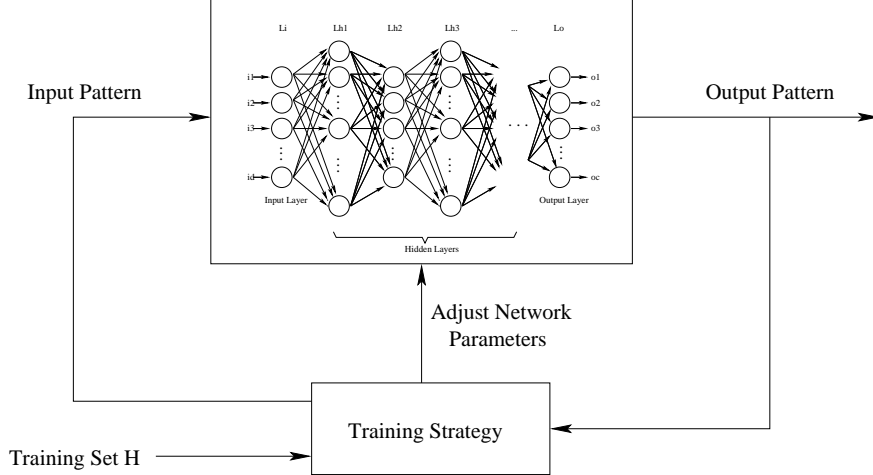 Li Lh1 Lh2 Lh3 ... Lo
i1 o1
i2 o2
i3 o3
id oc
Input Layer Output Layer
Hidden Layers
Input Pattern
Output Pattern
Adjust Network
Parameters
Training Strategy
Training Set H